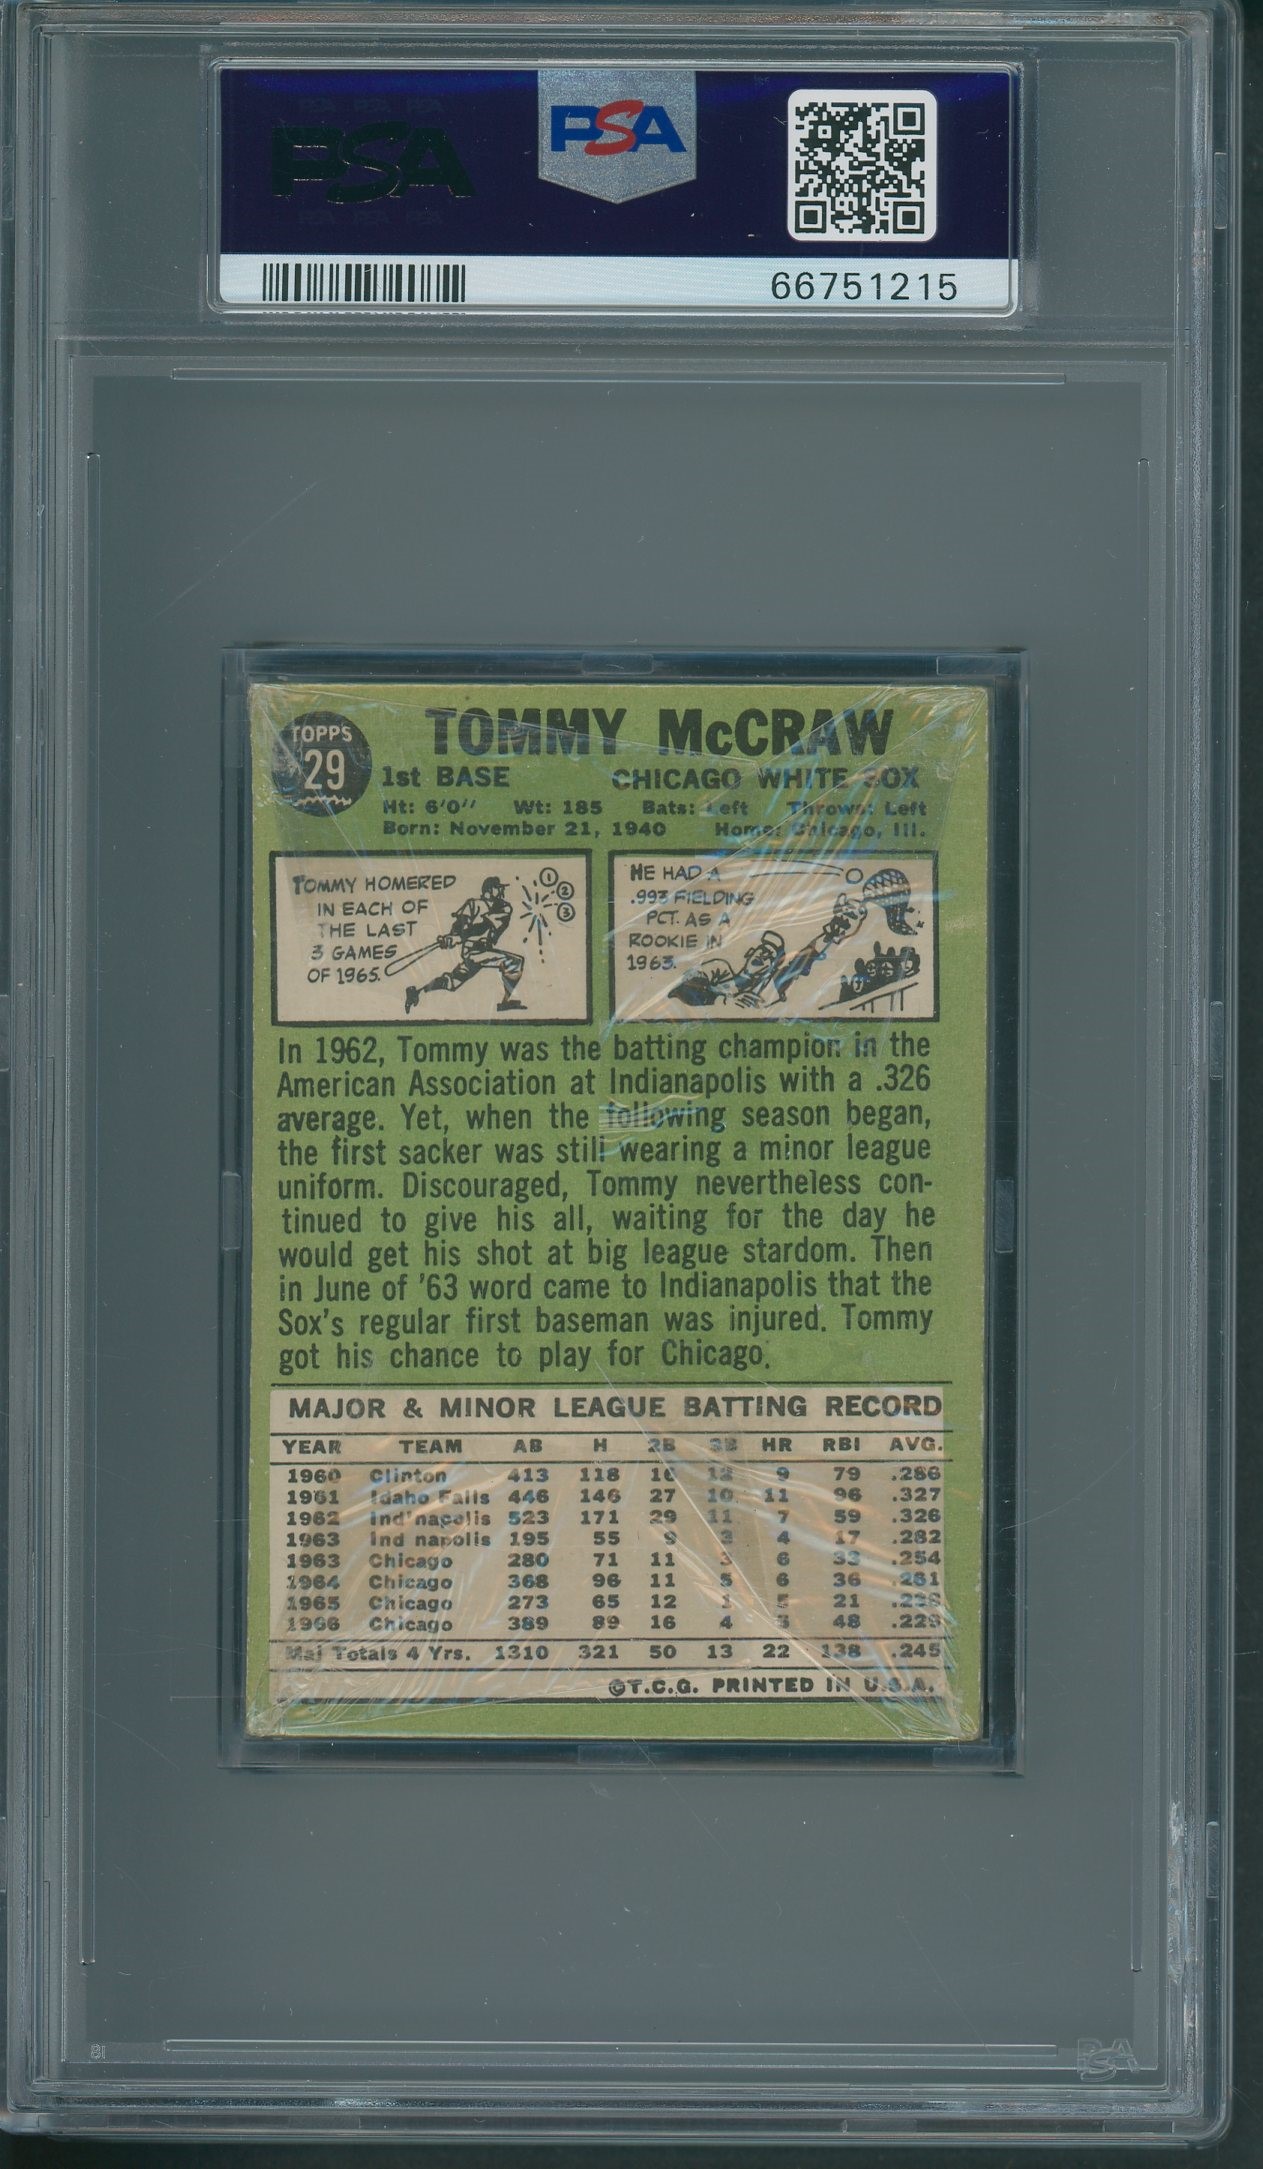 PSA
PSA
66751215
TOPPS
29
TOMMY McCRAW
1st BASE CHICAGO WHITE SOX
Ht: 6'0" Wt: 185 Bats: Left Throws: Left
Born: November 21, 1940 Home: Chicago, Ill.
TOMMY HOMERED
IN EACH OF
THE LAST
3 GAMES
OF 1965.
1
2
3
HE HAD A
.993 FIELDING
PCT. AS A
ROOKIE IN
1963.
In 1962, Tommy was the batting champion in the
American Association at Indianapolis with a .326
average. Yet, when the following season began,
the first sacker was still wearing a minor league
uniform. Discouraged, Tommy nevertheless con-
tinued to give his all, waiting for the day he
would get his shot at big league stardom. Then
in June of '63 word came to Indianapolis that the
Sox's regular first baseman was injured. Tommy
got his chance to play for Chicago.
MAJOR & MINOR LEAGUE BATTING RECORD
YEAR TEAM AB H 2B 3B HR RBI AVG.
1960 Clinton 413 118 16 12 9 79 .286
1961 Idaho Falls 446 146 27 10 11 96 .327
1962 Ind'napolis 523 171 29 11 7 59 .326
1963 Ind'napolis 195 55 9 4 17 .282
1963 Chicago 280 71 11 3 6 33 .254
1964 Chicago 368 96 11 5 6 36 .261
1965 Chicago 273 65 12 1 5 21
1966 Chicago 389 89 16 4 5 48 .229
Maj Totals 4 Yrs. 1310 321 50 13 22 138 .245
©T.C.G. PRINTED IN U.S.A.
81
PSA